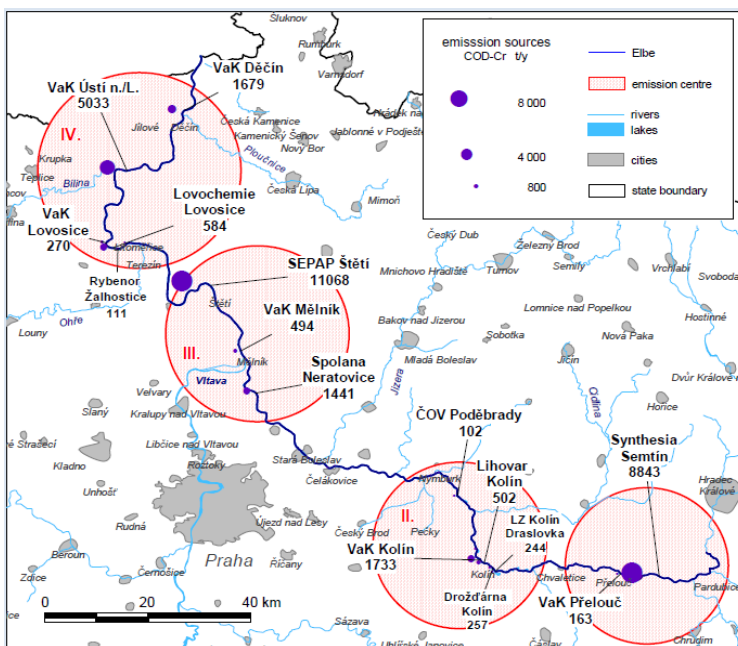 Šluknov
Rumburk
Varnsdorf
VaK Děčín
1679
VaK Ústí n./L.
5033
IV.
Jílové
Děčín
Česká Kamenice
Kamenický Šenov
Nový Bor
Jablonné v Podještě
Ploučnice
Krupka
Teplice
Bílina
Česká Lípa
Mimoň
Lovochemie
Lovosice
584
VaK
Lovosice
270
Litoměřice
Terezín
Rybenor
Žalhostice
111
Ohře
Louny
emisssion sources
COD-Cr t/y
8 000
4 000
800
Elbe
emission centre
rivers
lakes
cities
state boundary
Český Dub
Železný Brod
Mnichovo Hradiště
Turnov
Semily
Vrchlabí
Svoboda
Hostinné
Lomnice nad Popelkou
Bakov nad Jizerou
Sobotka
Nová Paka
Mladá Boleslav
Jičín
Dvůr Králové
Jizera
Cidlina
Hořice
SEPAP Štětí
11068
Štětí
VaK Mělník
494
III.
Mělník
Spolana
Neratovice
1441
Vltava
Velvary
Slaný
Kralupy nad Vltavou
Libčice nad Vltavou
Kladno
Roztoky
Unhošť
Stará Boleslav
Čelákovice
Rudná
Újezd nad Lesy
Praha
Říčany
Beroun
Černošice
Zdice
ČOV Poděbrady
102
Lihovar
Kolín
502
Nymburk
II.
Český Brod
Pečky
LZ Kolín
Draslovka
244
VaK Kolín
1733
Kolín
Drožďárna
Kolín
257
Synthesia
Semtín
8843
Hradec
Králové
Chvaletice
Přelouč
Pardubice
VaK Přelouč
163
Sázava
Uhlířské Janovice
Čáslav
Chrudim
0 20 40 km